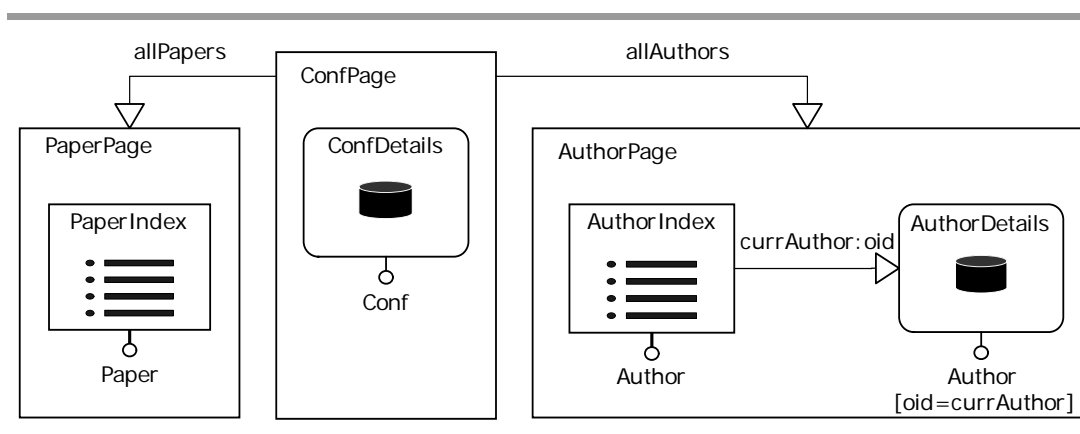 allPapers
allAuthors
ConfPage
PaperPage
ConfDetails
AuthorPage
PaperIndex
AuthorIndex
AuthorDetails
currAuthor:oid
Conf
Paper
Author
Author
[oid=currAuthor]